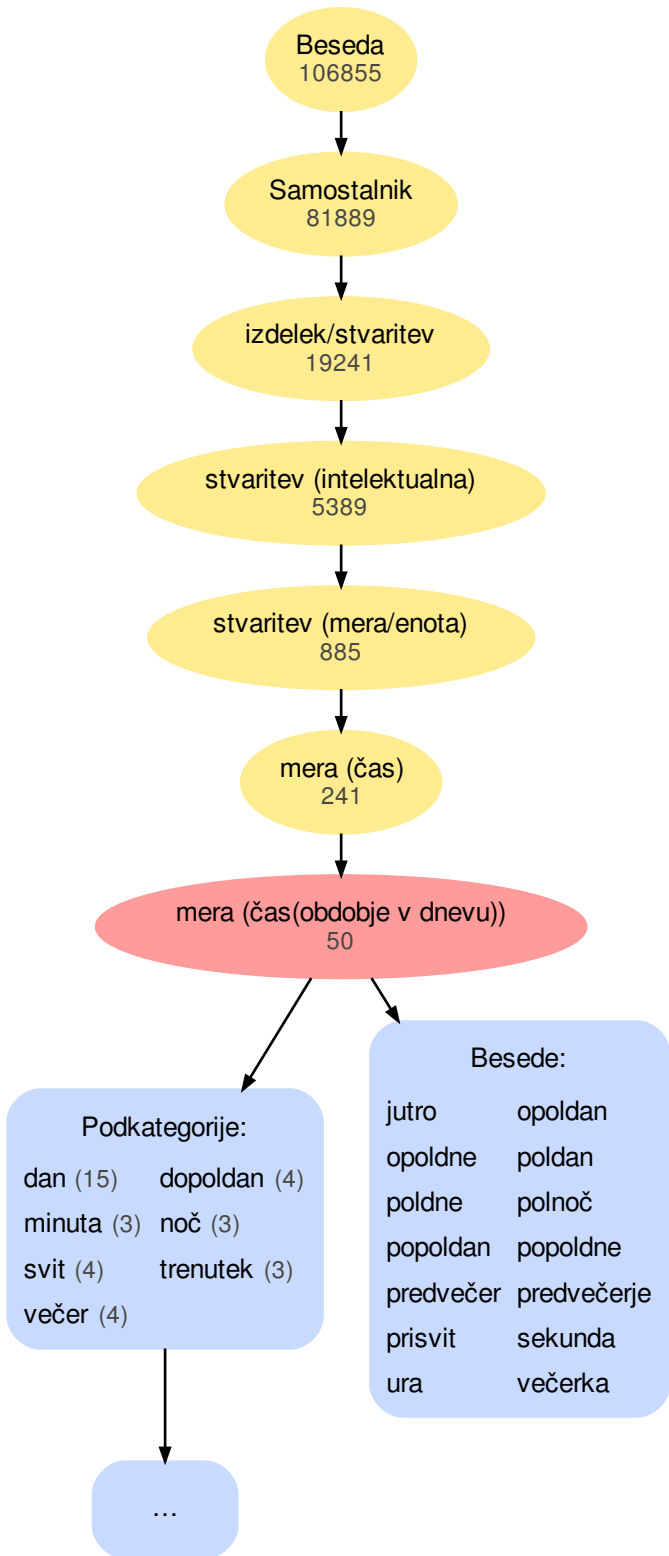 Beseda
106855
Samostalnik
81889
izdelek/stvaritev
19241
stvaritev (intelektualna)
5389
stvaritev (mera/enota)
885
mera (čas)
241
mera (čas(obdobje v dnevu))
50
Podkategorije:
dan (15) dopoldan (4)
minuta (3) noč (3)
svit (4) trenutek (3)
večer (4)
Besede:
jutro opoldan
opoldne poldan
poldne polnoč
popoldan popoldne
predvečer predvečerje
prisvit sekunda
ura večerka
...